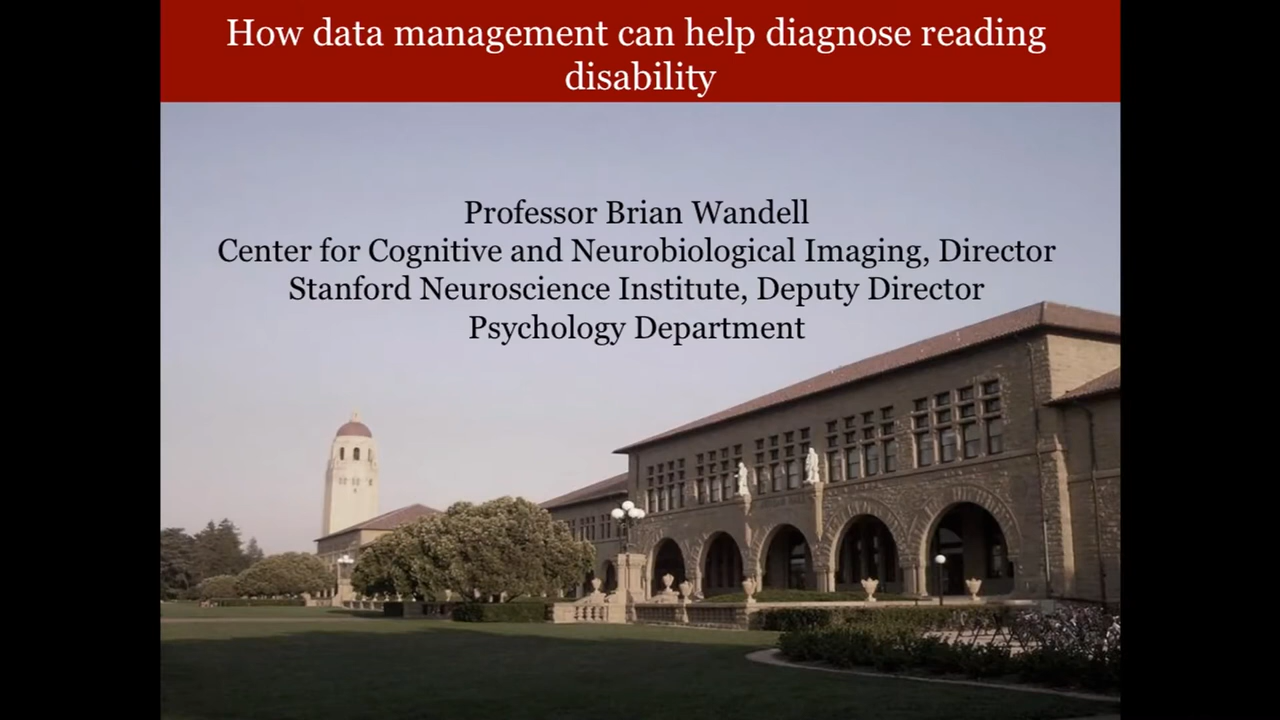 How data management can help diagnose reading
disability
Professor Brian Wandell
Center for Cognitive and Neurobiological Imaging, Director
Stanford Neuroscience Institute, Deputy Director
Psychology Department